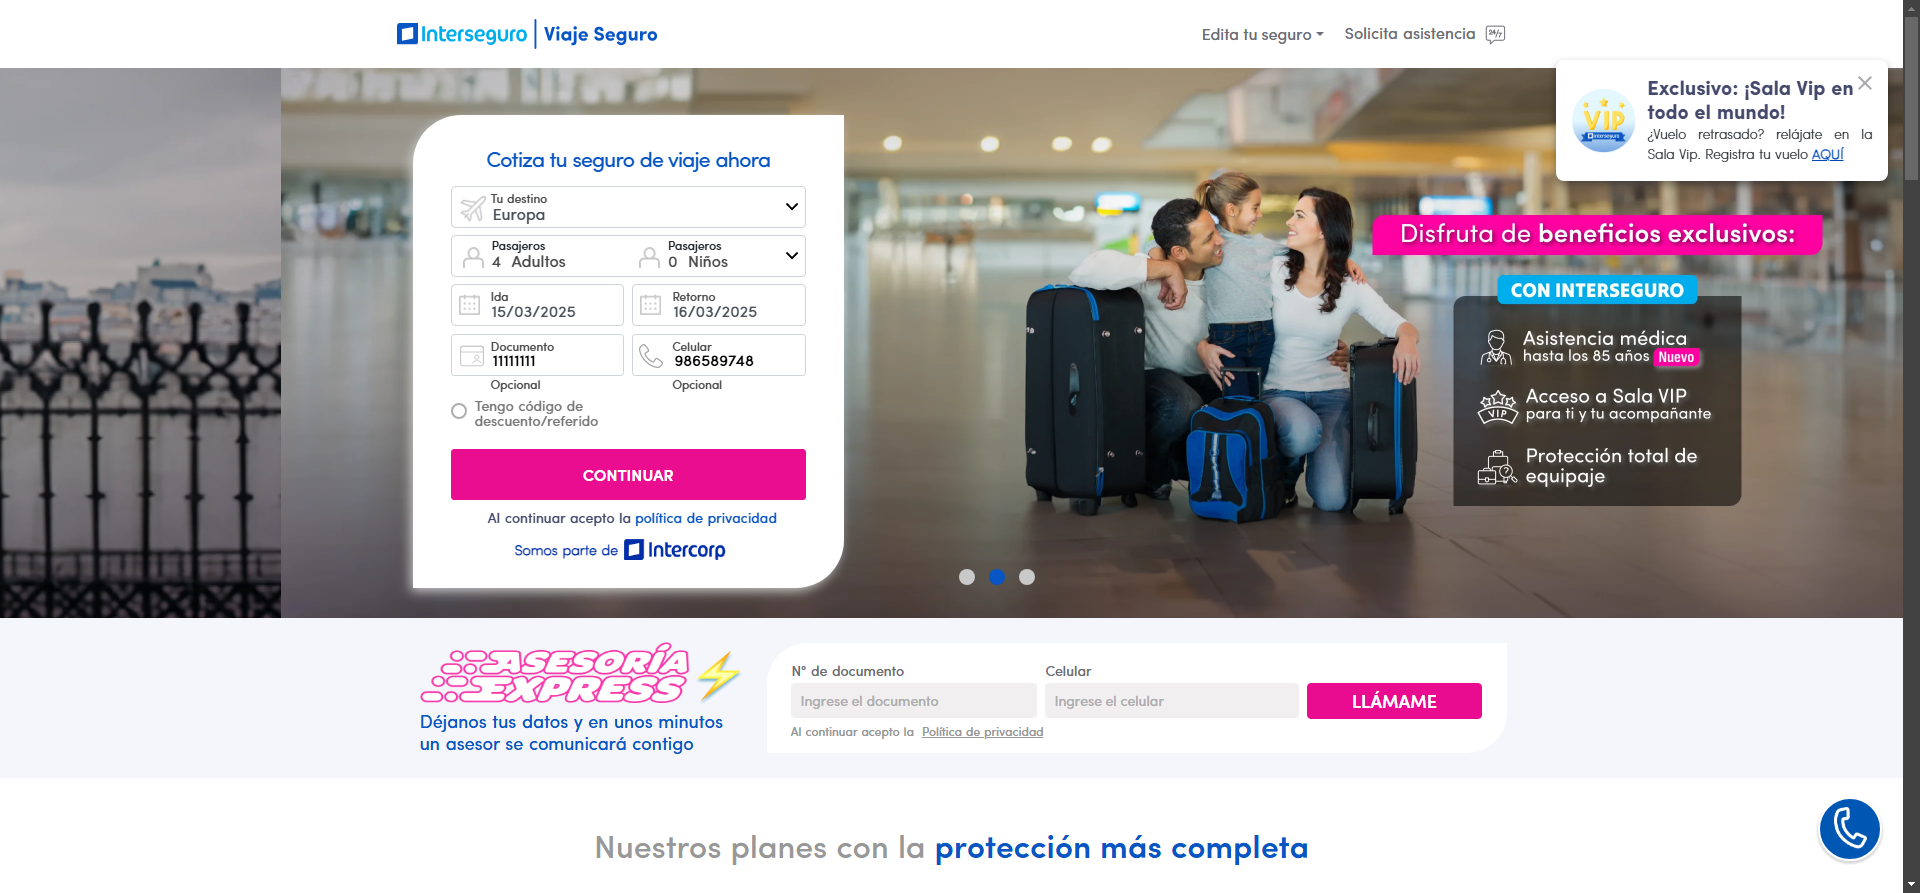 Interseguro | Viaje Seguro
Edita tu seguro
Solicita asistencia
24/7
Exclusivo: ¡Sala Vip en
todo el mundo!
¿Vuelo retrasado? relájate en la
Sala Vip. Registra tu vuelo AQUÍ
VIP
Interseguro
Cotiza tu seguro de viaje ahora
Tu destino
Europa
Pasajeros
4 Adultos
Pasajeros
0 Niños
Ida
15/03/2025
Retorno
16/03/2025
Documento
11111111
Opcional
Celular
986589748
Opcional
Tengo código de
descuento/referido
CONTINUAR
Al continuar acepto la política de privacidad
Somos parte de Intercorp
Disfruta de beneficios exclusivos:
CON INTERSEGURO
Asistencia médica
hasta los 85 años Nuevo
VIP
Acceso a Sala VIP
para ti y tu acompañante
Protección total de
equipaje
ASESORÍA
EXPRESS
Déjanos tus datos y en unos minutos
un asesor se comunicará contigo
N° de documento
Ingrese el documento
Celular
Ingrese el celular
LLÁMAME
Al continuar acepto la Política de privacidad
Nuestros planes con la protección más completa